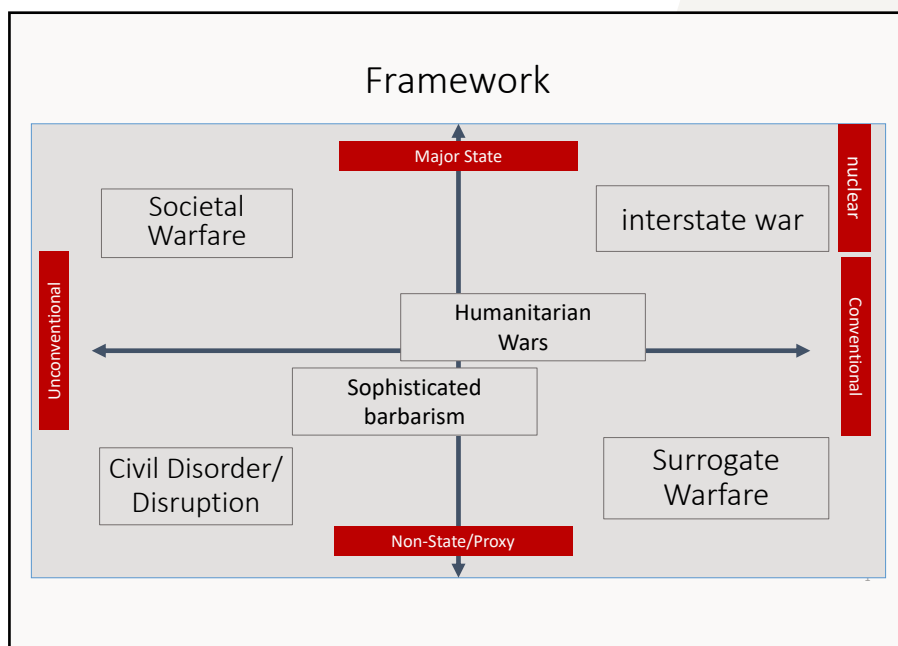 Framework
Major State
nuclear
Societal
Warfare
interstate war
Unconventional
Conventional
Humanitarian
Wars
Sophisticated
barbarism
Civil Disorder/
Disruption
Surrogate
Warfare
Non-State/Proxy